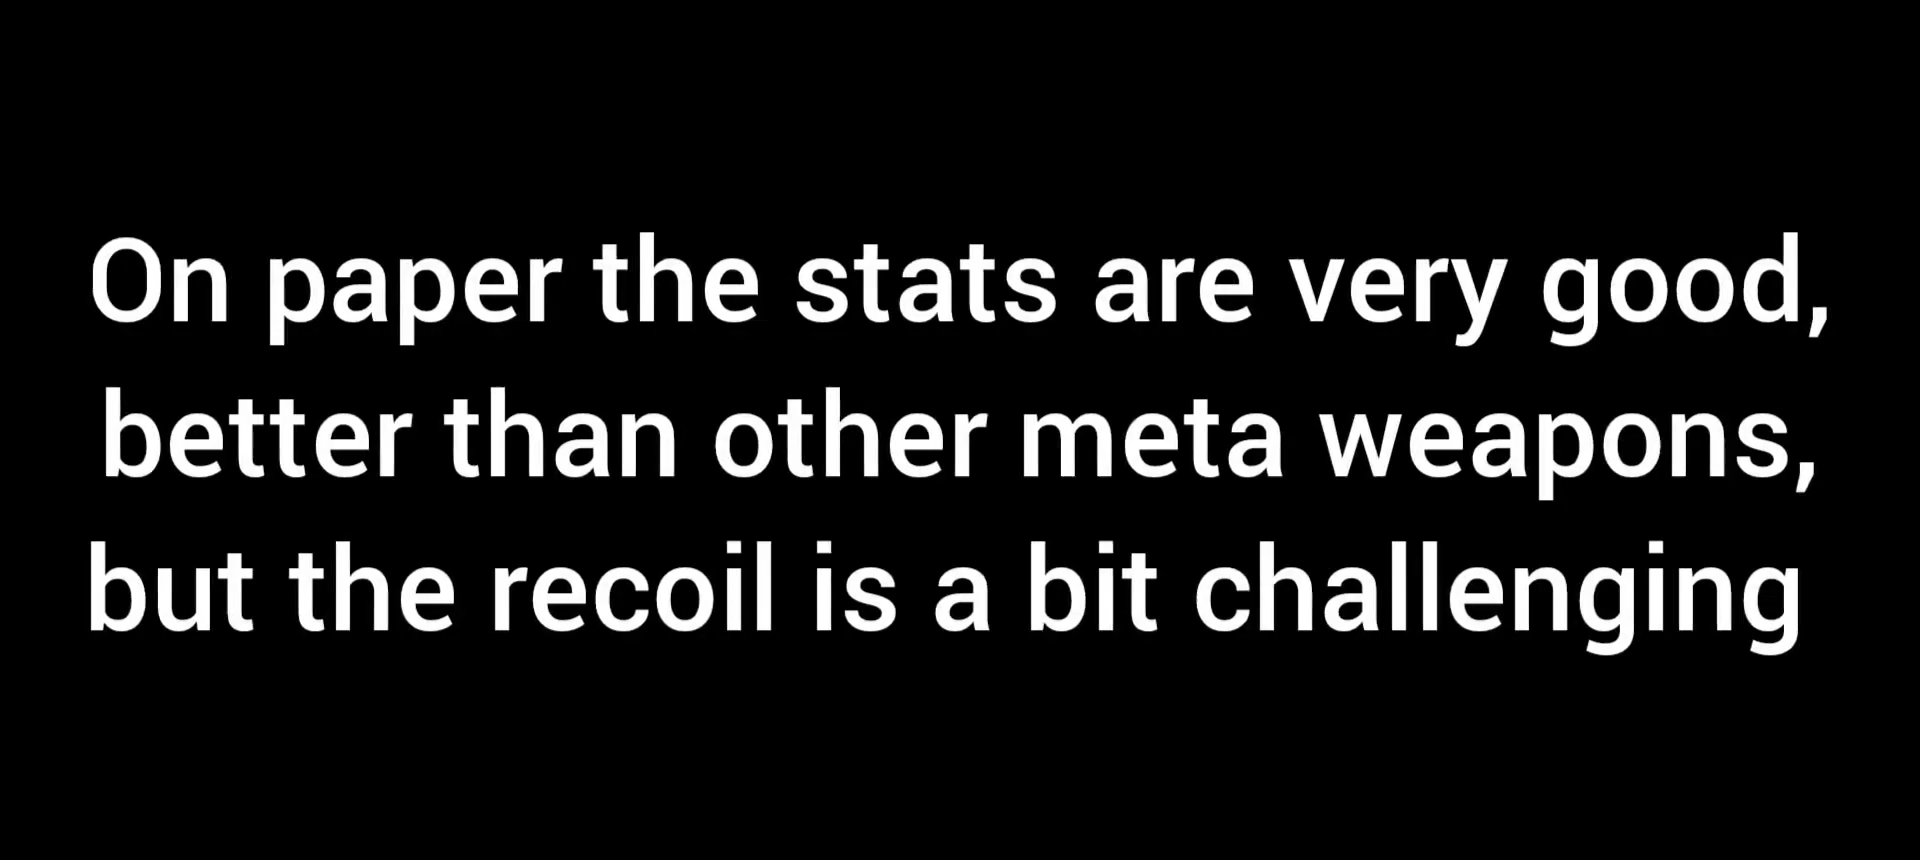 On paper the stats are very good,
better than other meta weapons,
but the recoil is a bit challenging